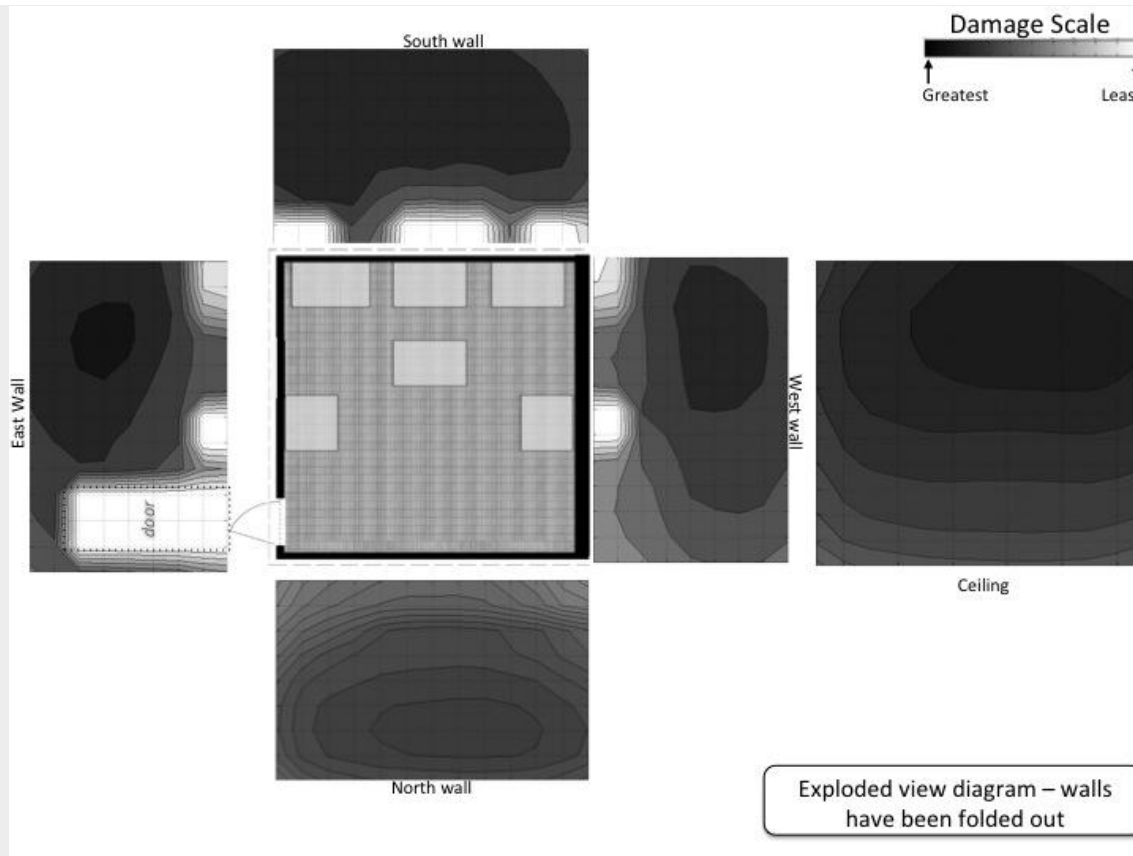 South wall
Damage Scale
Greatest
Leas
East Wall
door
West wall
Ceiling
North wall
Exploded view diagram – walls
have been folded out